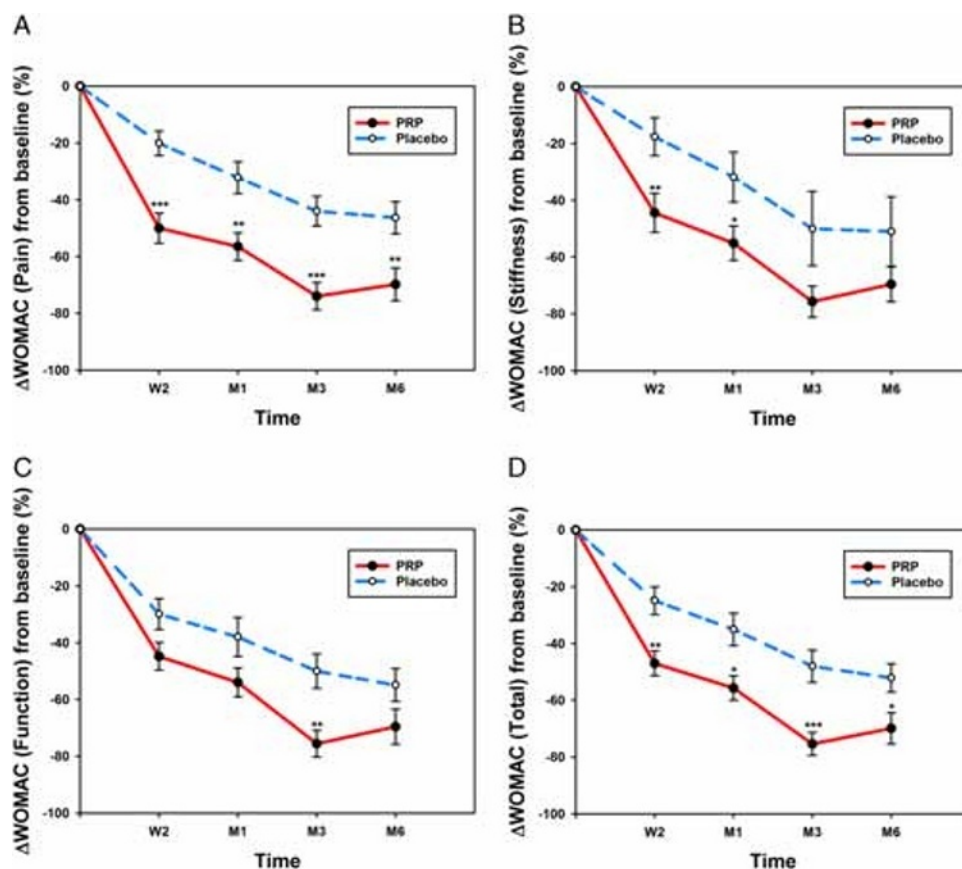 A
ΔWOMAC (Pain) from baseline (%)
0
-20
-40
-60
-80
-100
PRP
Placebo
***
**
***
**
W2 M1 M3 M6
Time
B
ΔWOMAC (Stiffness) from baseline (%)
0
-20
-40
-60
-80
-100
PRP
Placebo
**
*
W2 M1 M3 M6
Time
C
ΔWOMAC (Function) from baseline (%)
0
-20
-40
-60
-80
-100
PRP
Placebo
**
W2 M1 M3 M6
Time
D
ΔWOMAC (Total) from baseline (%)
0
-20
-40
-60
-80
-100
PRP
Placebo
**
*
***
*
W2 M1 M3 M6
Time